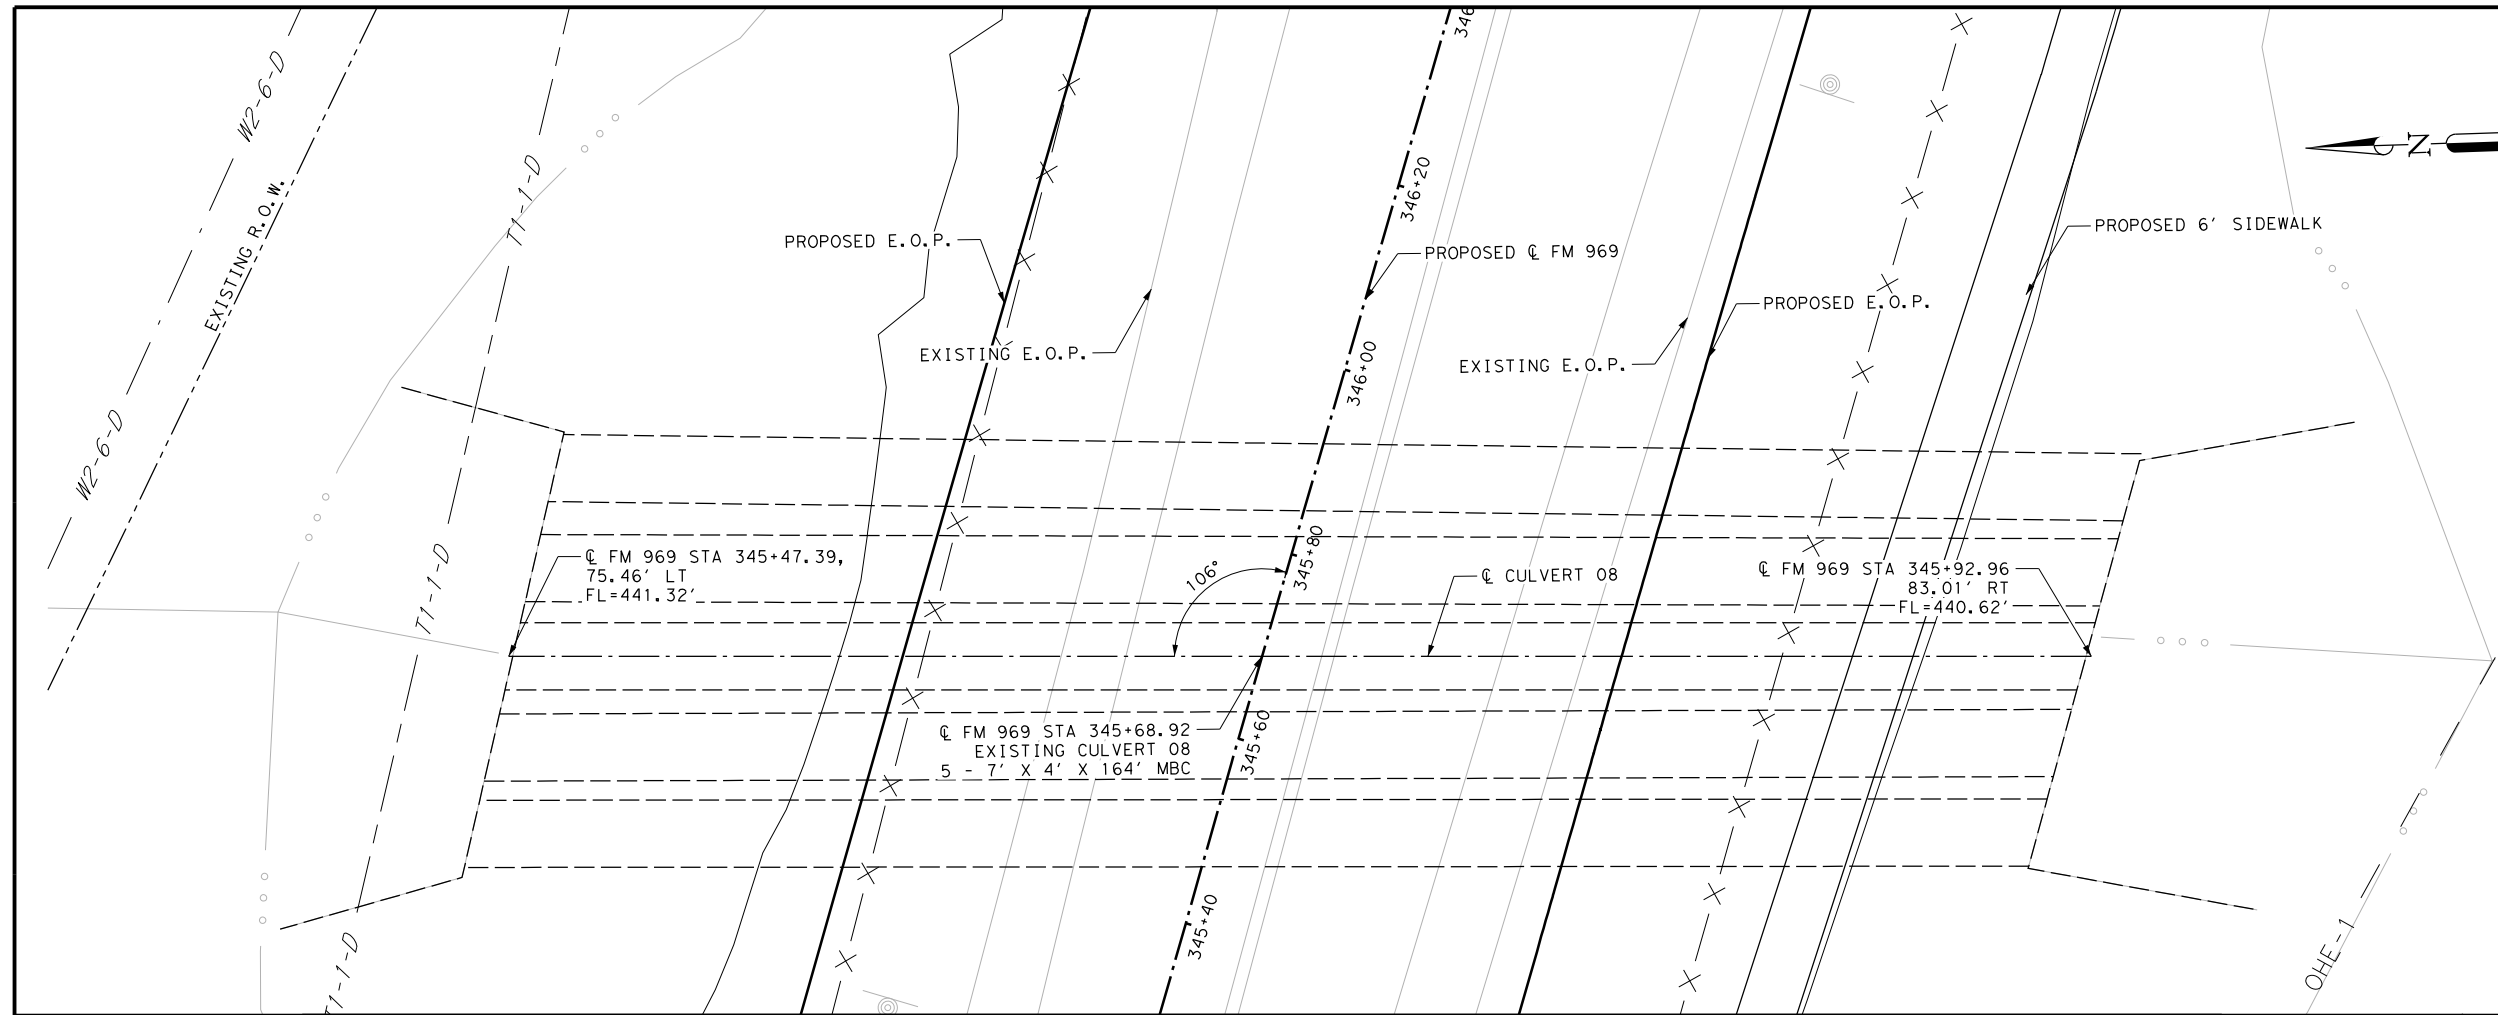 346
W2-6-D
N
T1-1-D
EXISTING R.O.W.
346+20
PROPOSED 6' SIDEWALK
PROPOSED E.O.P.
PROPOSED ℄ FM 969
PROPOSED E.O.P.
EXISTING E.O.P.
EXISTING E.O.P.
346+00
W2-6-D
T1-1-D
℄ FM 969 STA 345+47.39,
75.46' LT
FL=441.32'
106°
345+80
℄ CULVERT 08
℄ FM 969 STA 345+92.96
83.01' RT
FL=440.62'
℄ FM 969 STA 345+68.92
EXISTING CULVERT 08
5 - 7' X 4' X 164' MBC
345+60
345+40
T1-1-D
OHE-1